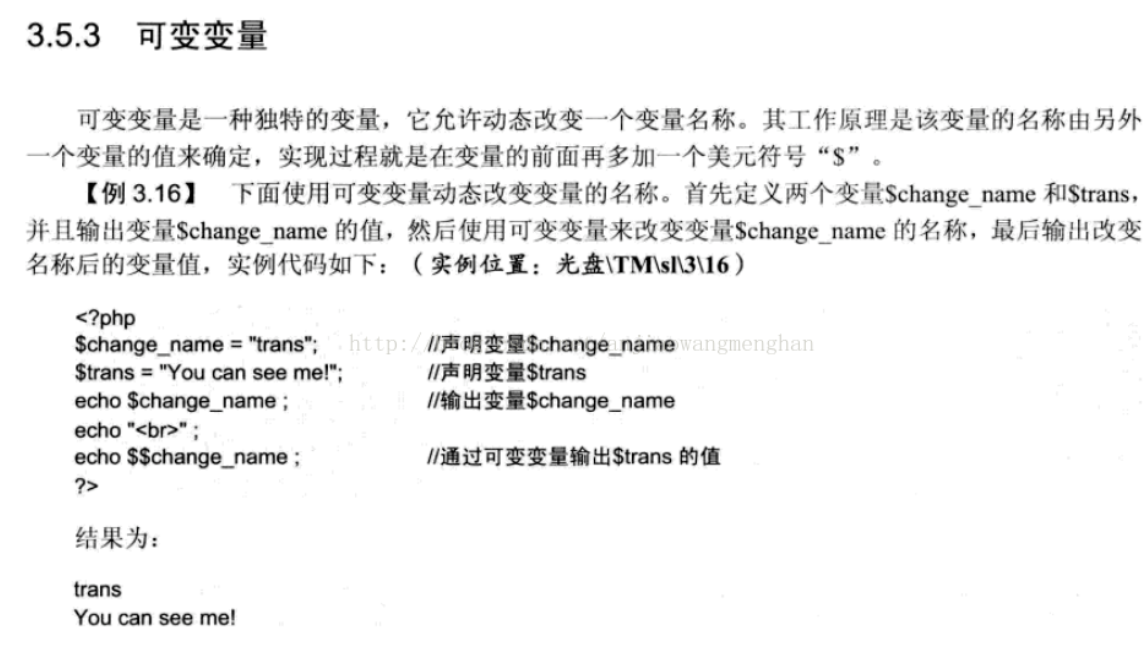 3.5.3 可变变量
可变变量是一种独特的变量，它允许动态改变一个变量名称。其工作原理是该变量的名称由另外
一个变量的值来确定，实现过程就是在变量的前面再多加一个美元符号“$”。
【例 3.16】 下面使用可变变量动态改变变量的名称。首先定义两个变量$change_name 和$trans，
并且输出变量$change_name 的值，然后使用可变变量来改变变量$change_name 的名称，最后输出改变
名称后的变量值，实例代码如下：（实例位置：光盘\TM\sl\3\16）
<?php
$change_name = "trans"; http:/ //声明变量$change_name wangmenghan
$trans = "You can see me!"; //声明变量$trans
echo $change_name ; //输出变量$change_name
echo "<br>" ;
echo $$change_name ; //通过可变变量输出$trans 的值
?>
结果为：
trans
You can see me!